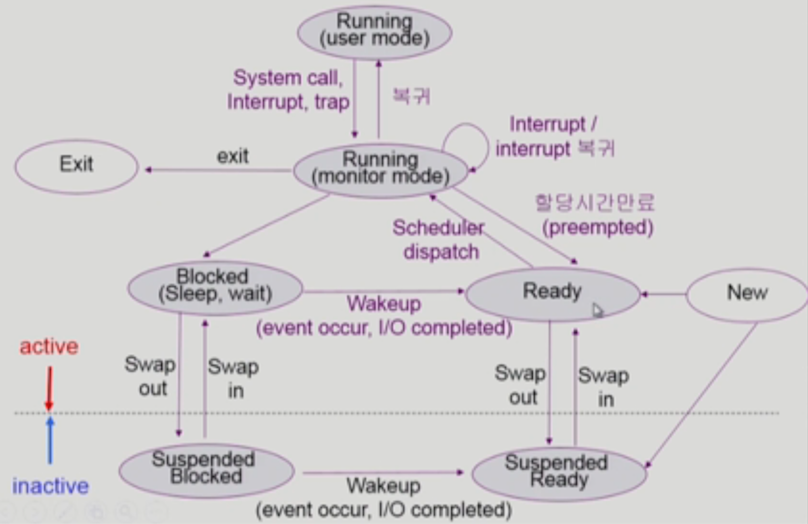 Running
(user mode)
System call,
Interrupt, trap
복귀
Interrupt /
interrupt 복귀
Exit
exit
Running
(monitor mode)
할당시간만료
(preempted)
Scheduler
dispatch
Blocked
(Sleep, wait)
Wakeup
(event occur, I/O completed)
Ready
New
active
Swap
out
Swap
in
Swap
out
Swap
in
inactive
Suspended
Blocked
Wakeup
(event occur, I/O completed)
Suspended
Ready